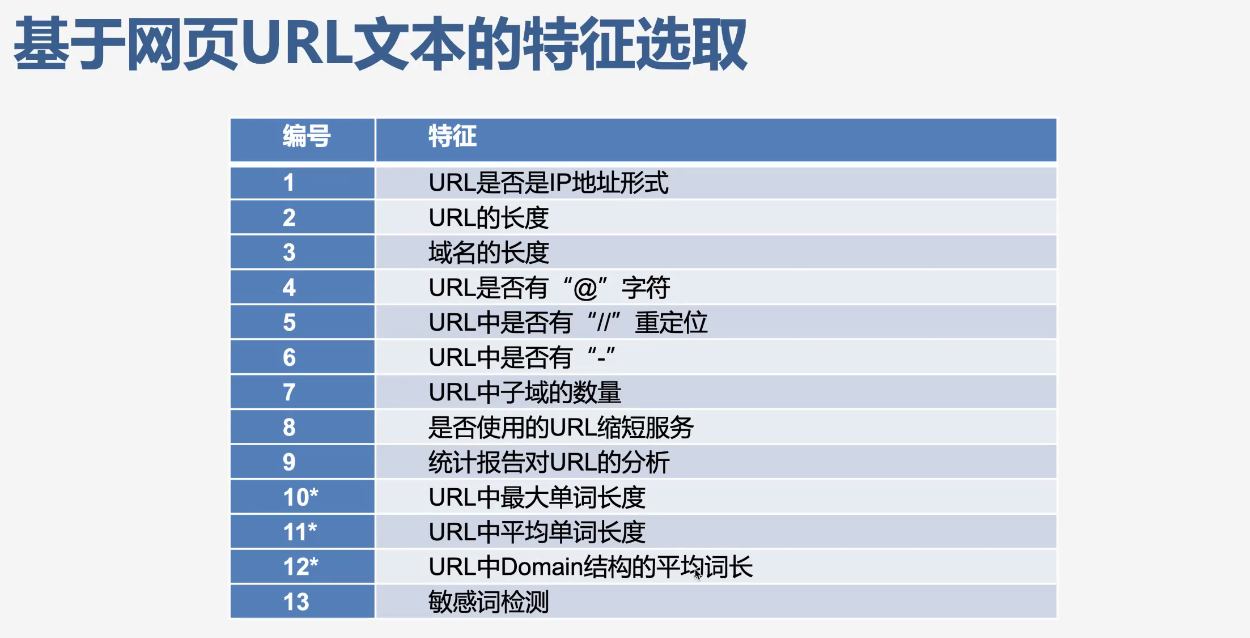 基于网页URL文本的特征选取
编号 特征
1 URL是否是IP地址形式
2 URL的长度
3 域名的长度
4 URL是否有“@”字符
5 URL中是否有“//”重定位
6 URL中是否有“-”
7 URL中子域的数量
8 是否使用的URL缩短服务
9 统计报告对URL的分析
10* URL中最大单词长度
11* URL中平均单词长度
12* URL中Domain结构的平均词长
13 敏感词检测